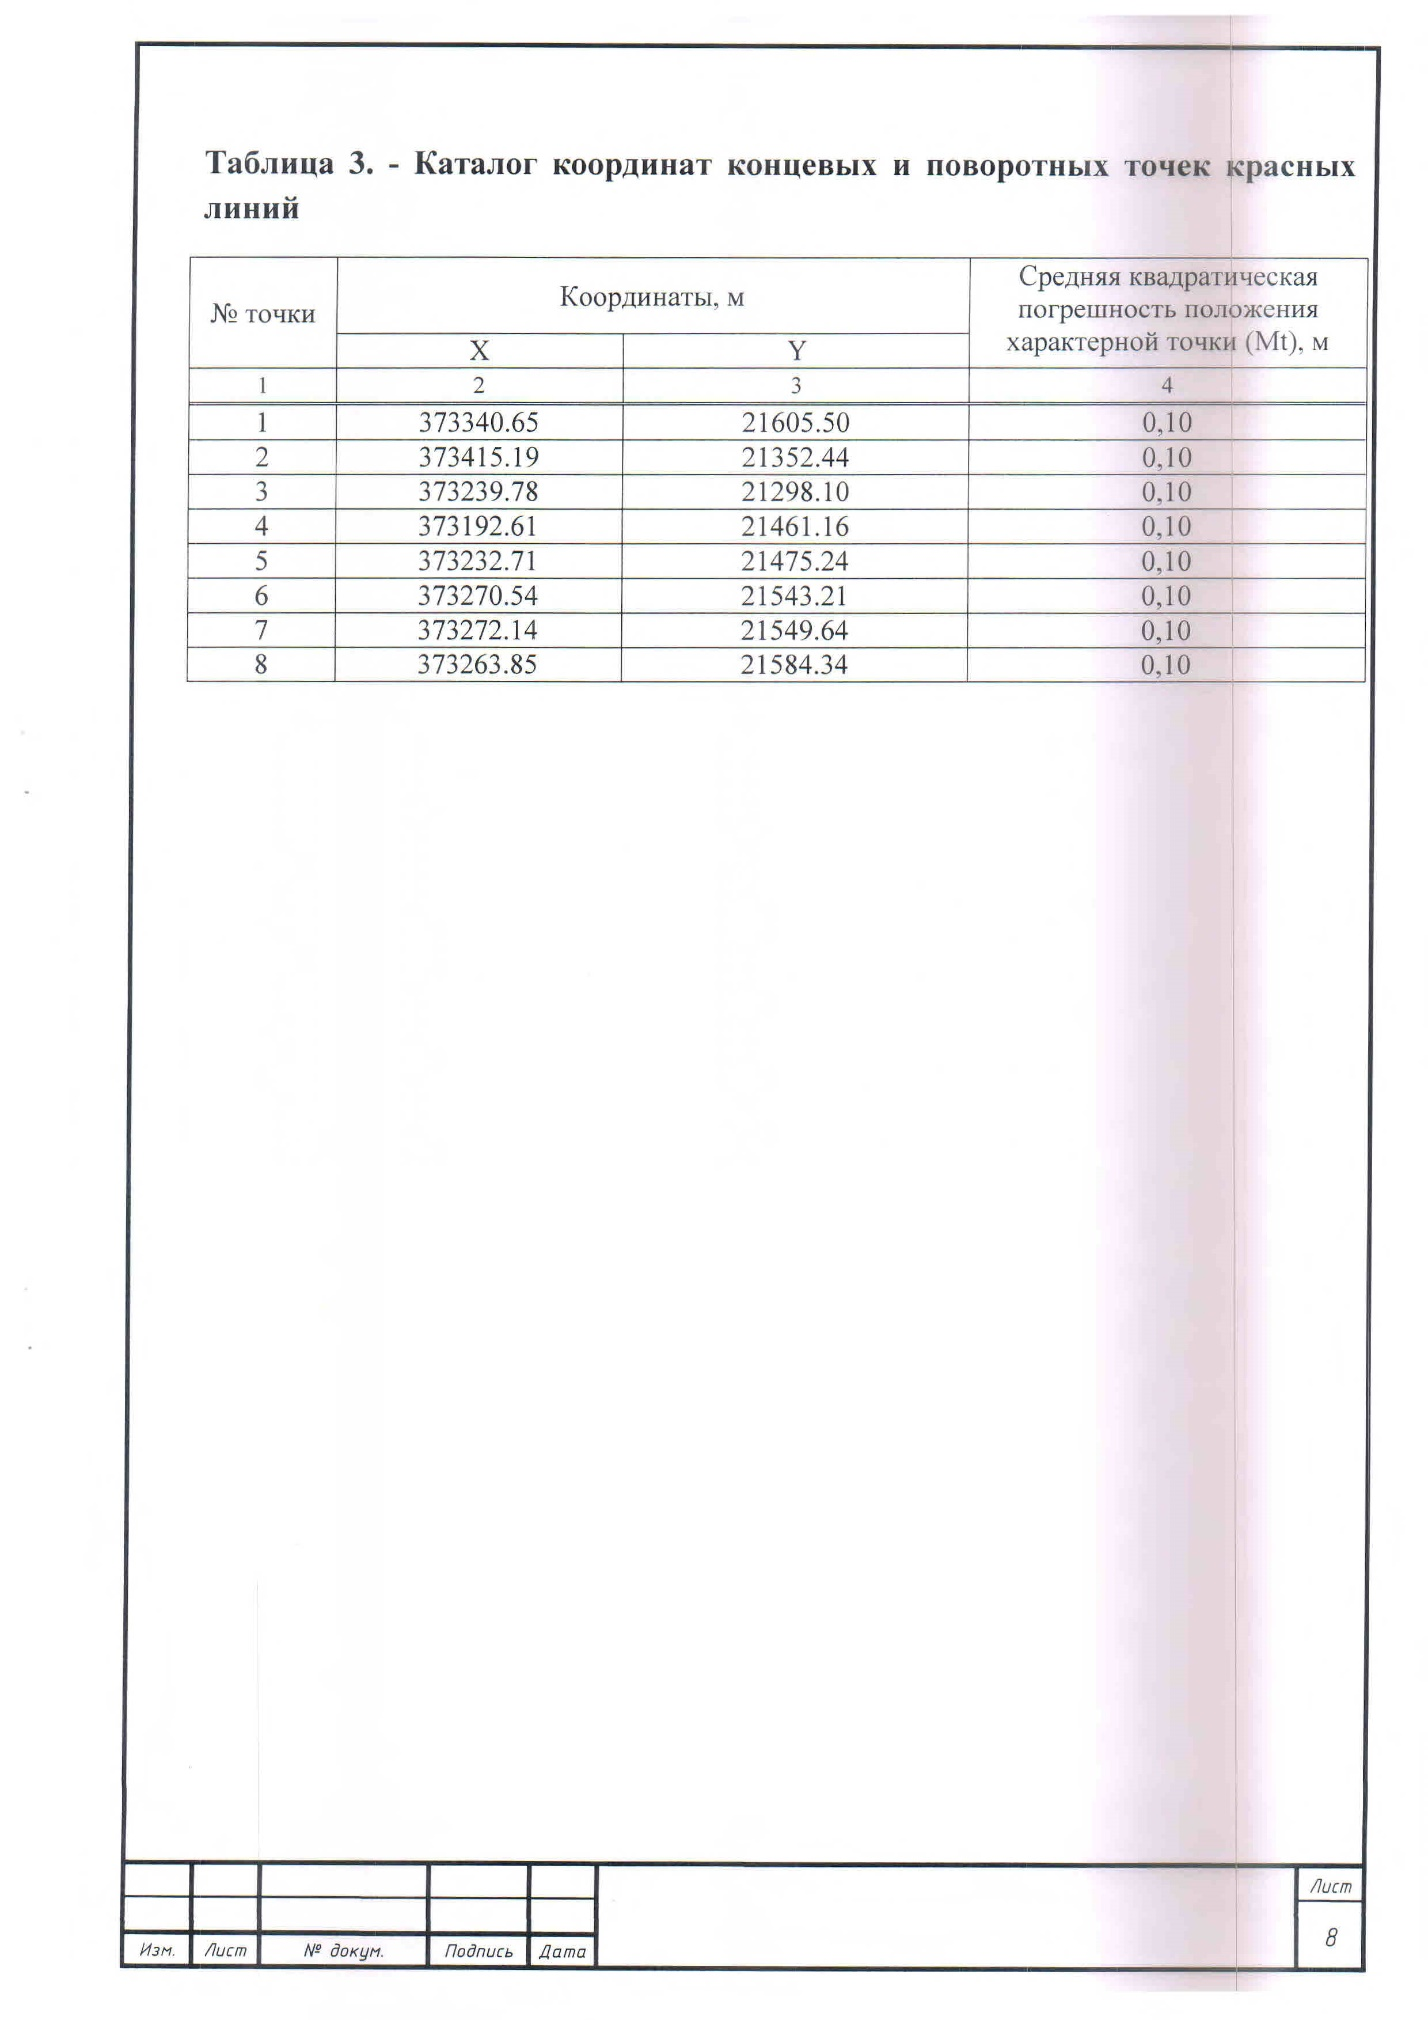 Таблица 3. - Каталог координат концевых и поворотных точек красных
линий
№ точки Координаты, м Средняя квадратическая погрешность положения характерной точки (Mt), м
X Y
1 2 3 4
1 373340.65 21605.50 0,10
2 373415.19 21352.44 0,10
3 373239.78 21298.10 0,10
4 373192.61 21461.16 0,10
5 373232.71 21475.24 0,10
6 373270.54 21543.21 0,10
7 373272.14 21549.64 0,10
8 373263.85 21584.34 0,10
Лист
8
Изм. Лист № докум. Подпись Дата